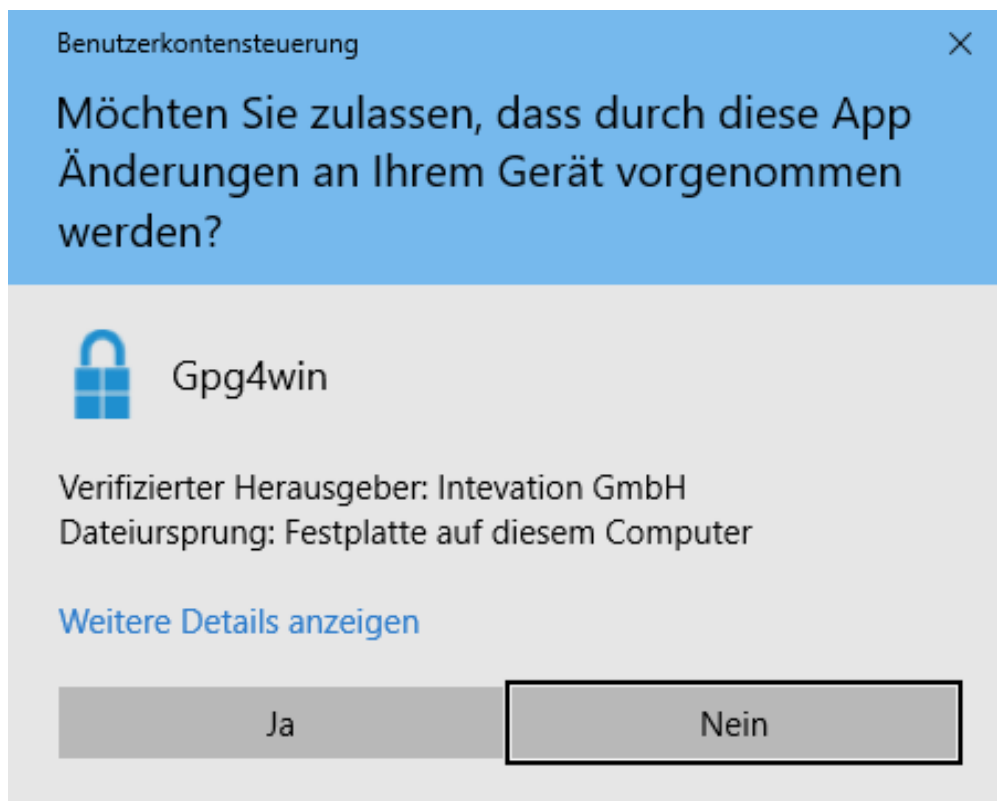 Benutzerkontensteuerung
Möchten Sie zulassen, dass durch diese App
Änderungen an Ihrem Gerät vorgenommen
werden?
Gpg4win
Verifizierter Herausgeber: Intevation GmbH
Dateiursprung: Festplatte auf diesem Computer
Weitere Details anzeigen
Ja
Nein